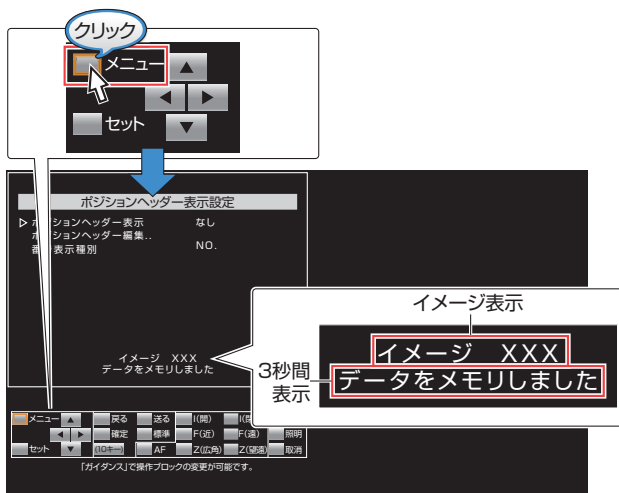 クリック
メニュー
セット
ポジションヘッダー表示設定
ポジションヘッダー表示 なし
ポジションヘッダー編集..
表示種別 NO.
イメージ XXX
データをメモリしました
イメージ表示
イメージ XXX
3秒間
表示
データをメモリしました
メニュー 戻る 送る I(開)
確定 標準 F(近) F(遠) 照明
セット (10キー) AF Z(広角) Z(望遠) 取消
「ガイダンス」で操作ブロックの変更が可能です。